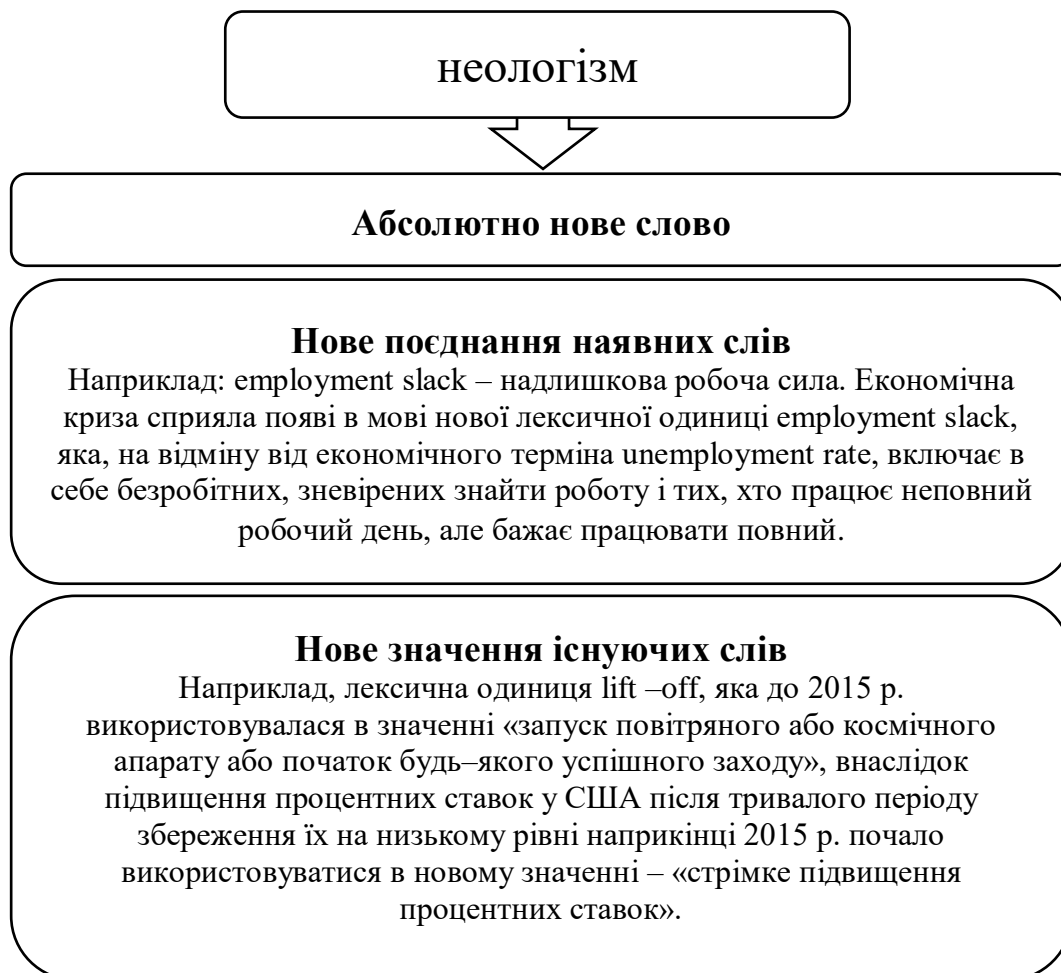 неологізм
Абсолютно нове слово
Нове поєднання наявних слів
Наприклад: employment slack – надлишкова робоча сила. Економічна
криза сприяла появі в мові нової лексичної одиниці employment slack,
яка, на відміну від економічного терміна unemployment rate, включає в
себе безробітних, зневірених знайти роботу і тих, хто працює неповний
робочий день, але бажає працювати повний.
Нове значення існуючих слів
Наприклад, лексична одиниця lift –off, яка до 2015 р.
використовувалася в значенні «запуск повітряного або космічного
апарату або початок будь–якого успішного заходу», внаслідок
підвищення процентних ставок у США після тривалого періоду
збереження їх на низькому рівні наприкінці 2015 р. почало
використовуватися в новому значенні – «стрімке підвищення
процентних ставок».